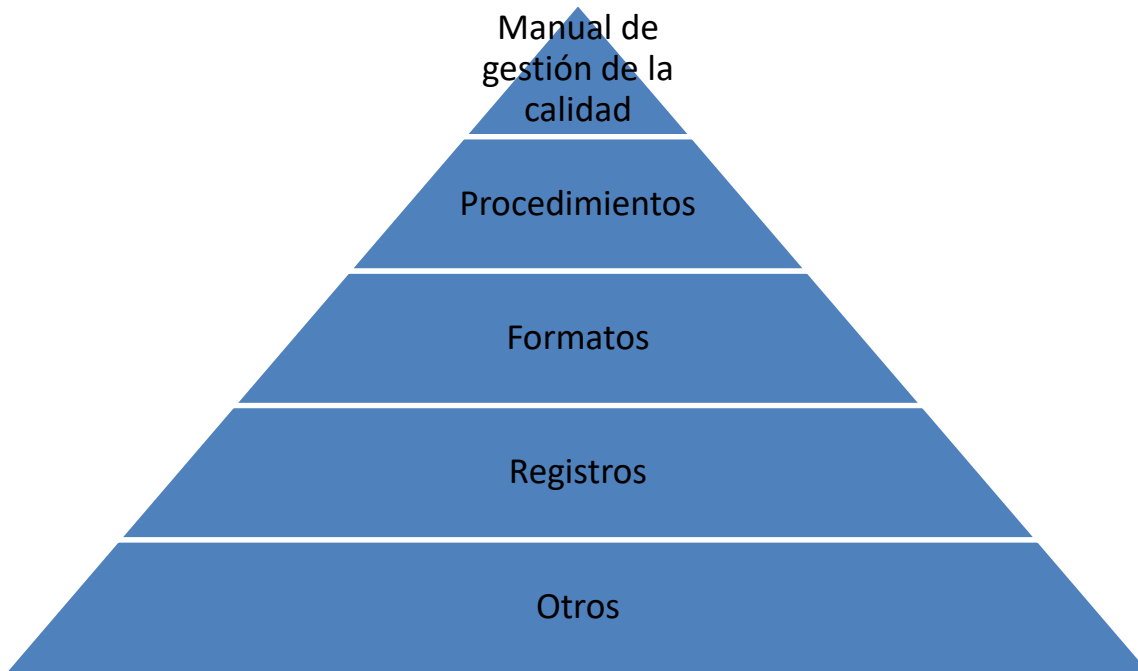 Manual de
gestión de la
calidad
Procedimientos
Formatos
Registros
Otros